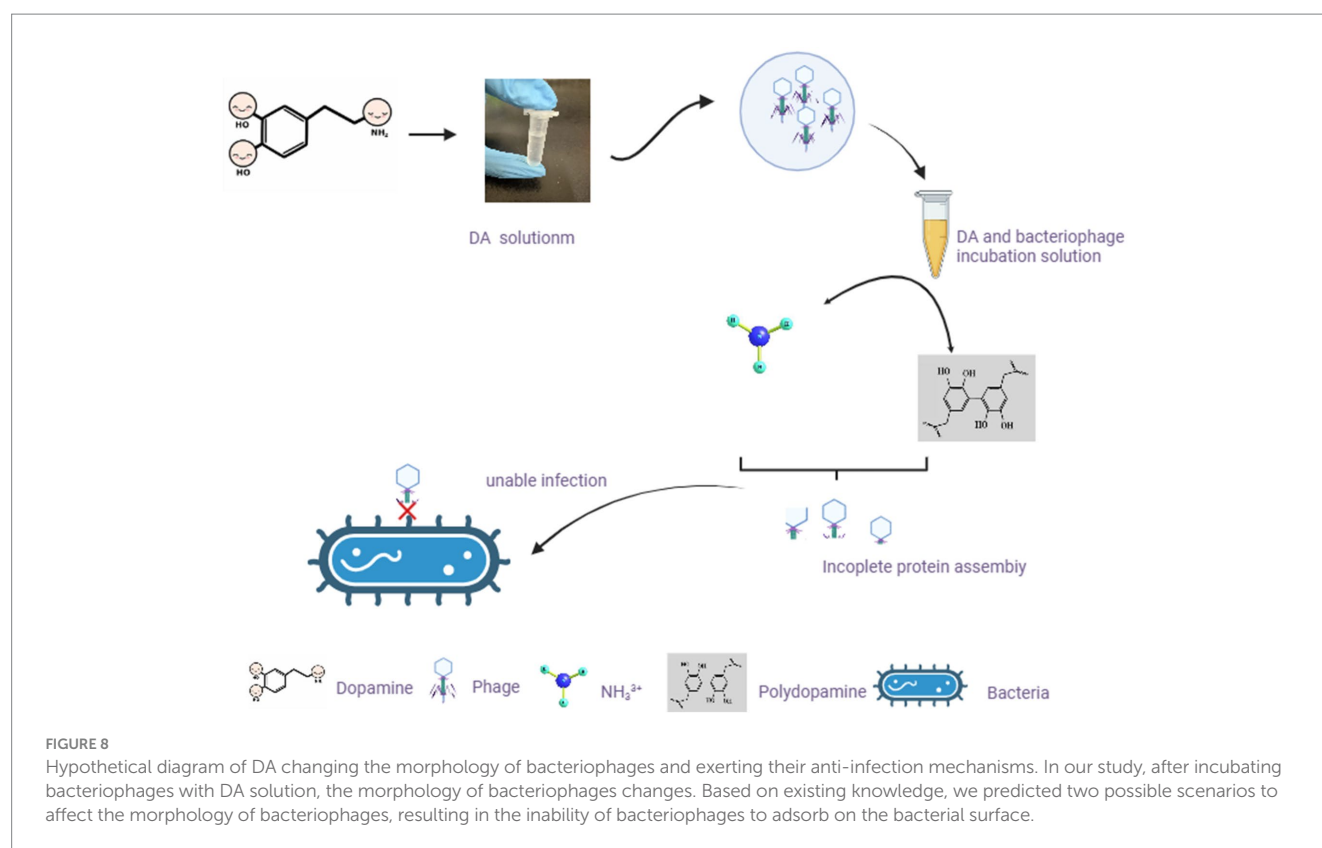 HO
NH₂
HO
DA solutionm
DA and bacteriophage
incubation solution
H
H
H
HO OH
HO OH
unable infection
Incoplete protein assembiy
Dopamine
Phage
NH₃³⁺
HO OH
Polydopamine
Bacteria
FIGURE 8
Hypothetical diagram of DA changing the morphology of bacteriophages and exerting their anti-infection mechanisms. In our study, after incubating
bacteriophages with DA solution, the morphology of bacteriophages changes. Based on existing knowledge, we predicted two possible scenarios to
affect the morphology of bacteriophages, resulting in the inability of bacteriophages to adsorb on the bacterial surface.